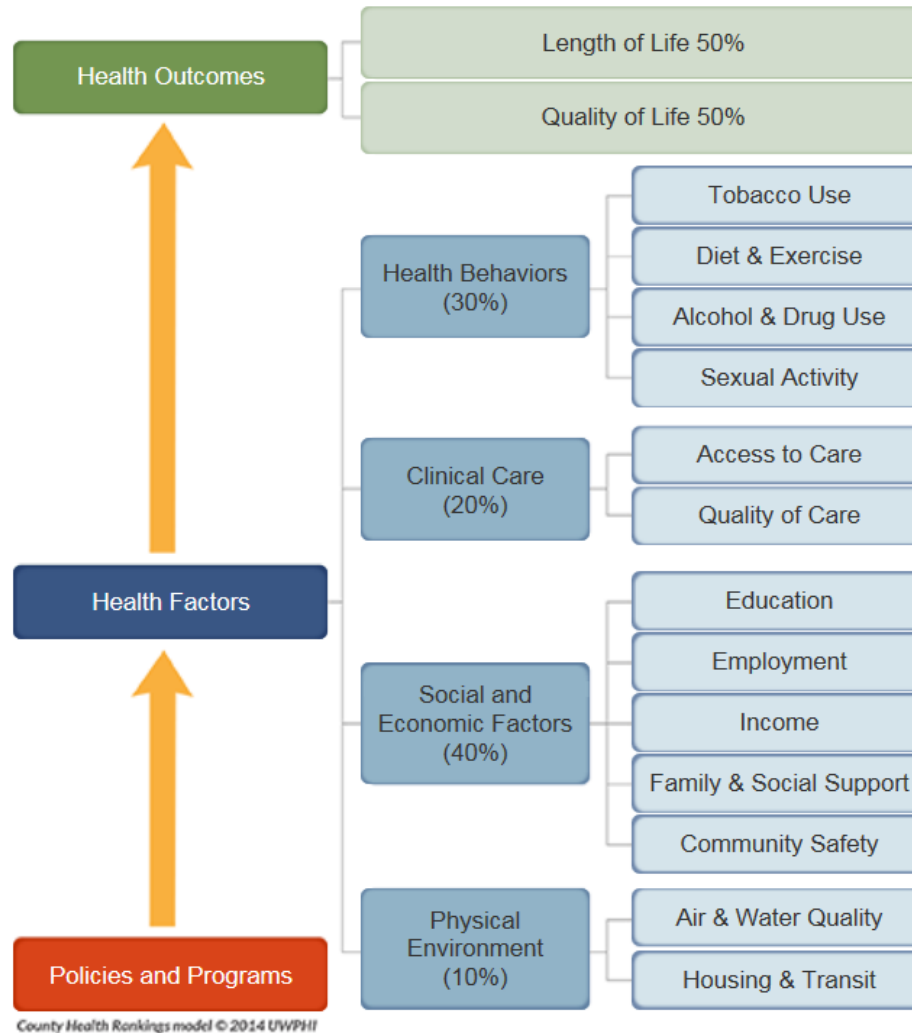 Health Outcomes
Length of Life 50%
Quality of Life 50%
Health Factors
Health Behaviors
(30%)
Tobacco Use
Diet & Exercise
Alcohol & Drug Use
Sexual Activity
Clinical Care
(20%)
Access to Care
Quality of Care
Social and
Economic Factors
(40%)
Education
Employment
Income
Family & Social Support
Community Safety
Physical
Environment
(10%)
Air & Water Quality
Housing & Transit
Policies and Programs
County Health Rankings model © 2014 UWPHI